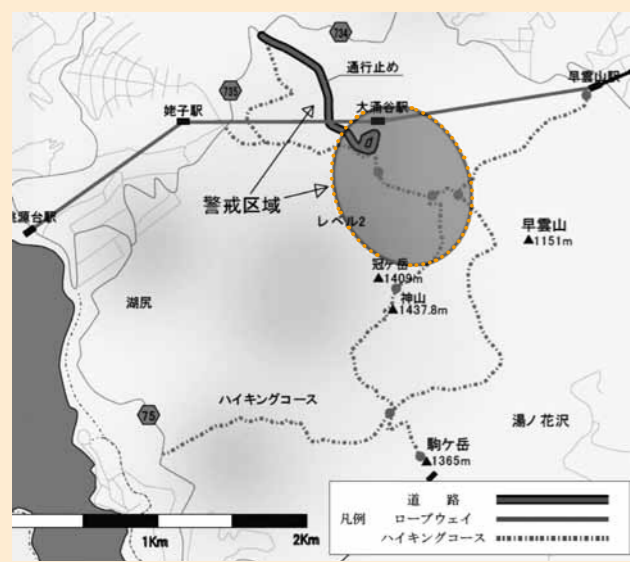 734
通行止め
早雲山駅
735
姥子駅
大涌谷駅
警戒区域
レベル2
桃源台駅
早雲山
▲1151m
冠ケ岳
▲1409m
湖尻
神山
▲1437.8m
ハイキングコース
75
湯ノ花沢
駒ケ岳
▲1365m
1Km
2Km
凡例
道 路
ロープウェイ
ハイキングコース